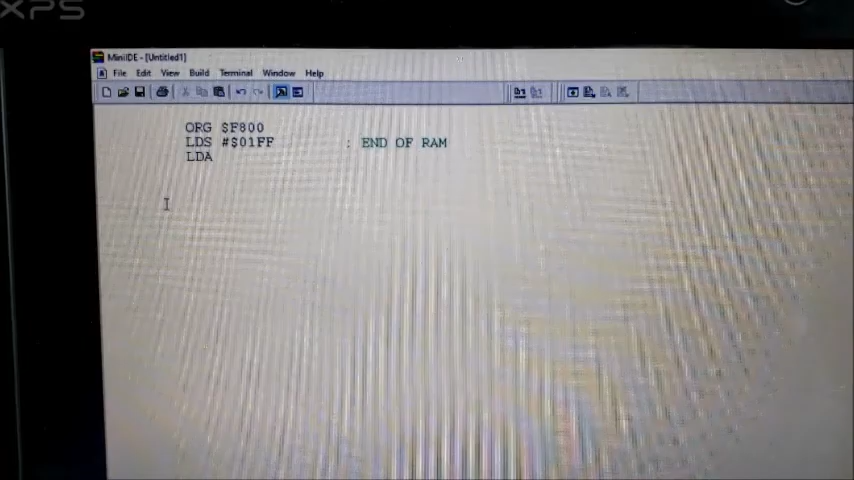 XPS
MiniIDE - [Untitled1]
File Edit View Build Terminal Window Help
ORG $F800
LDS #$01FF ; END OF RAM
LDA